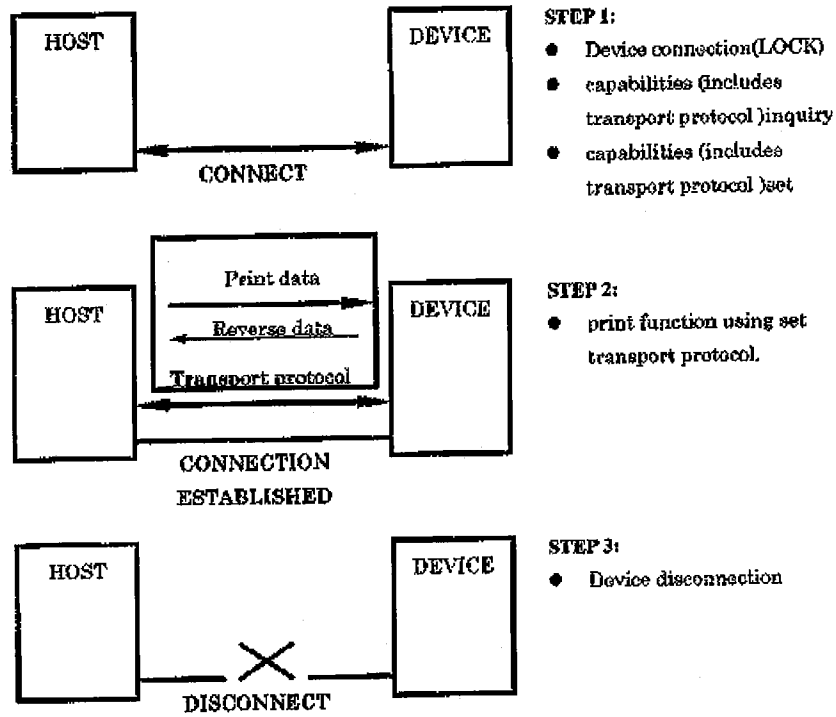 HOST
DEVICE
CONNECT
STEP 1:
● Device connection(LOCK)
● capabilities (includes
transport protocol )inquiry
● capabilities (includes
transport protocol )set
Print data
HOST
DEVICE
Reverse data
Transport protocol
CONNECTION
ESTABLISHED
STEP 2:
● print function using set
transport protocol.
HOST
DEVICE
DISCONNECT
STEP 3:
● Device disconnection